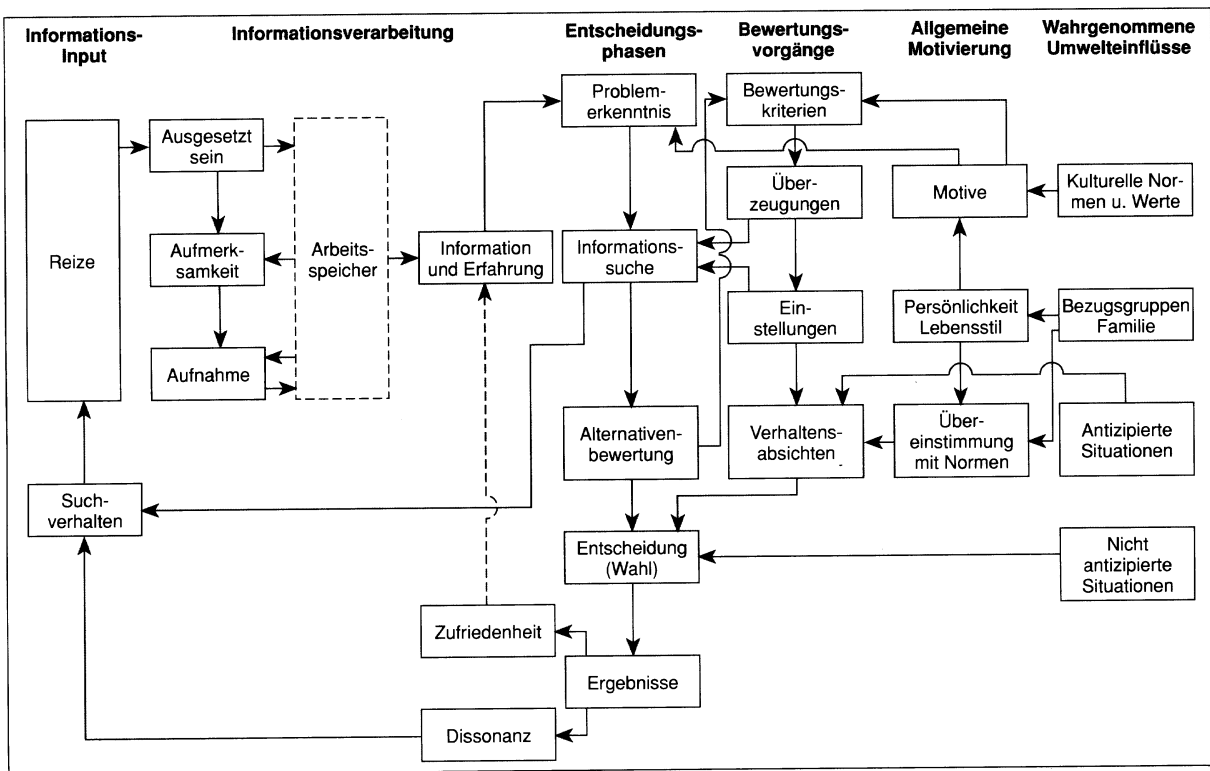 Informations-
Input
Informationsverarbeitung
Entscheidungs-
phasen
Bewertungs-
vorgänge
Allgemeine
Motivierung
Wahrgenommene
Umwelteinflüsse
Problem-
erkenntnis
Bewertungs-
kriterien
Ausgesetzt
sein
Über-
zeugungen
Motive
Kulturelle Nor-
men u. Werte
Reize
Aufmerk-
samkeit
Arbeits-
speicher
Information
und Erfahrung
Informations-
suche
Ein-
stellungen
Persönlichkeit
Lebensstil
Bezugsgruppen
Familie
Aufnahme
Alternativen-
bewertung
Verhaltens-
absichten
Über-
einstimmung
mit Normen
Antizipierte
Situationen
Such-
verhalten
Entscheidung
(Wahl)
Nicht
antizipierte
Situationen
Zufriedenheit
Ergebnisse
Dissonanz